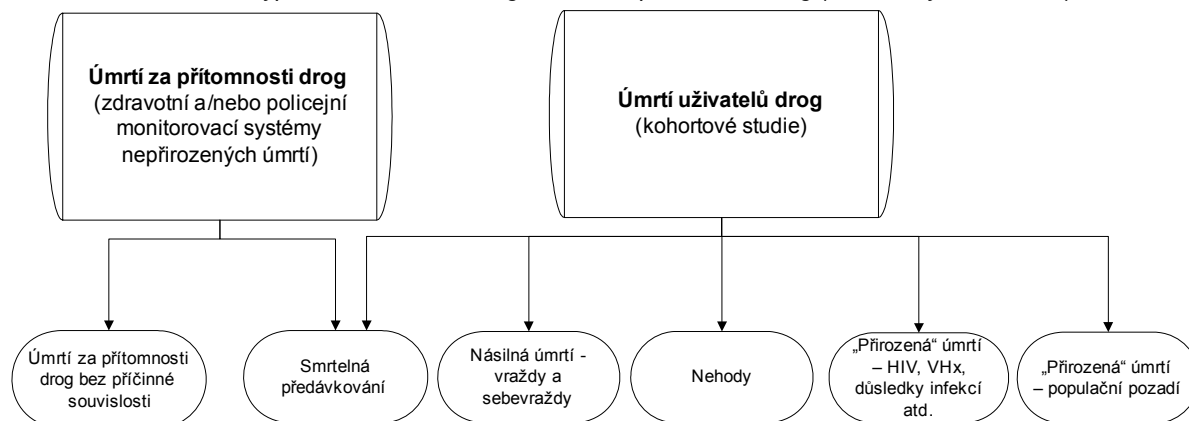 Úmrtí za přítomnosti drog
(zdravotní a/nebo policejní
monitorovací systémy
nepřirozených úmrtí)
Úmrtí uživatelů drog
(kohortové studie)
Úmrtí za přítomnosti
drog bez příčinné
souvislosti
Smrtelná
předávkování
Násilná úmrtí -
vraždy a
sebevraždy
Nehody
„Přirozená“ úmrtí
– HIV, VHx,
důsledky infekcí
atd.
„Přirozená“ úmrtí
– populační pozadí